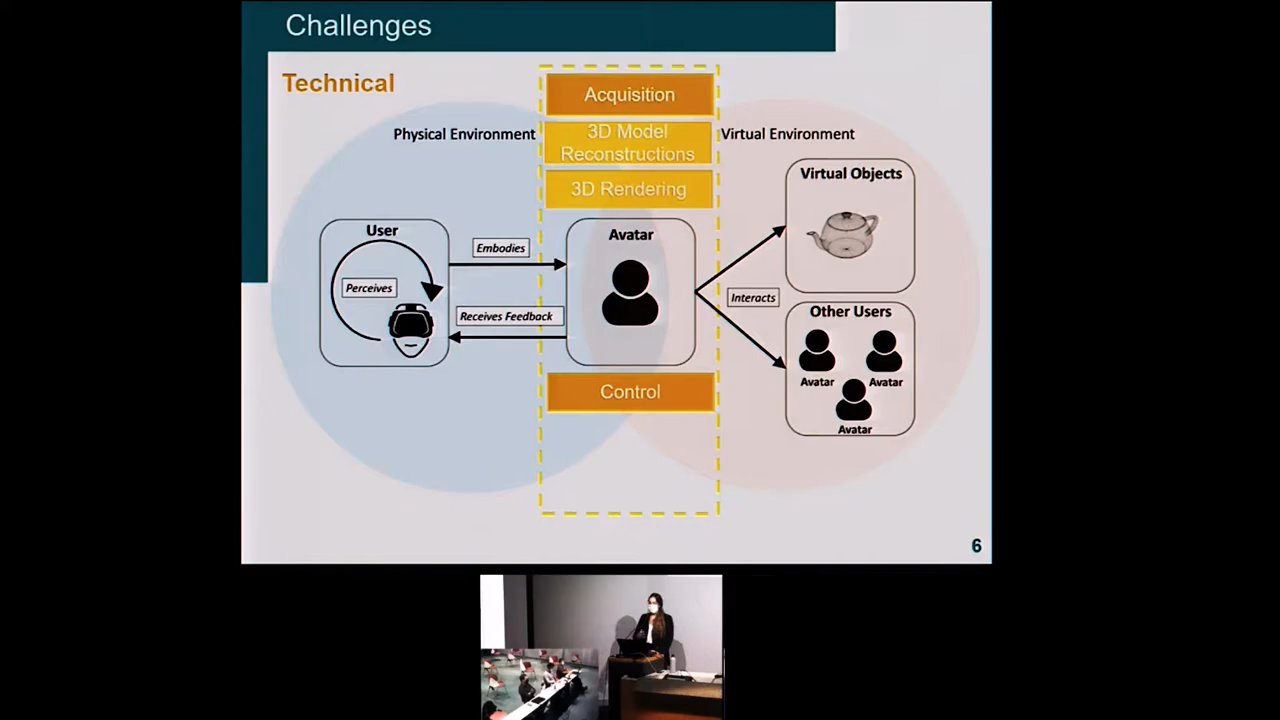 Challenges
Technical
Acquisition
Physical Environment
3D Model
Reconstructions
Virtual Environment
3D Rendering
Virtual Objects
User
Embodies
Avatar
Perceives
Receives Feedback
Interacts
Other Users
Avatar
Avatar
Avatar
Control
6